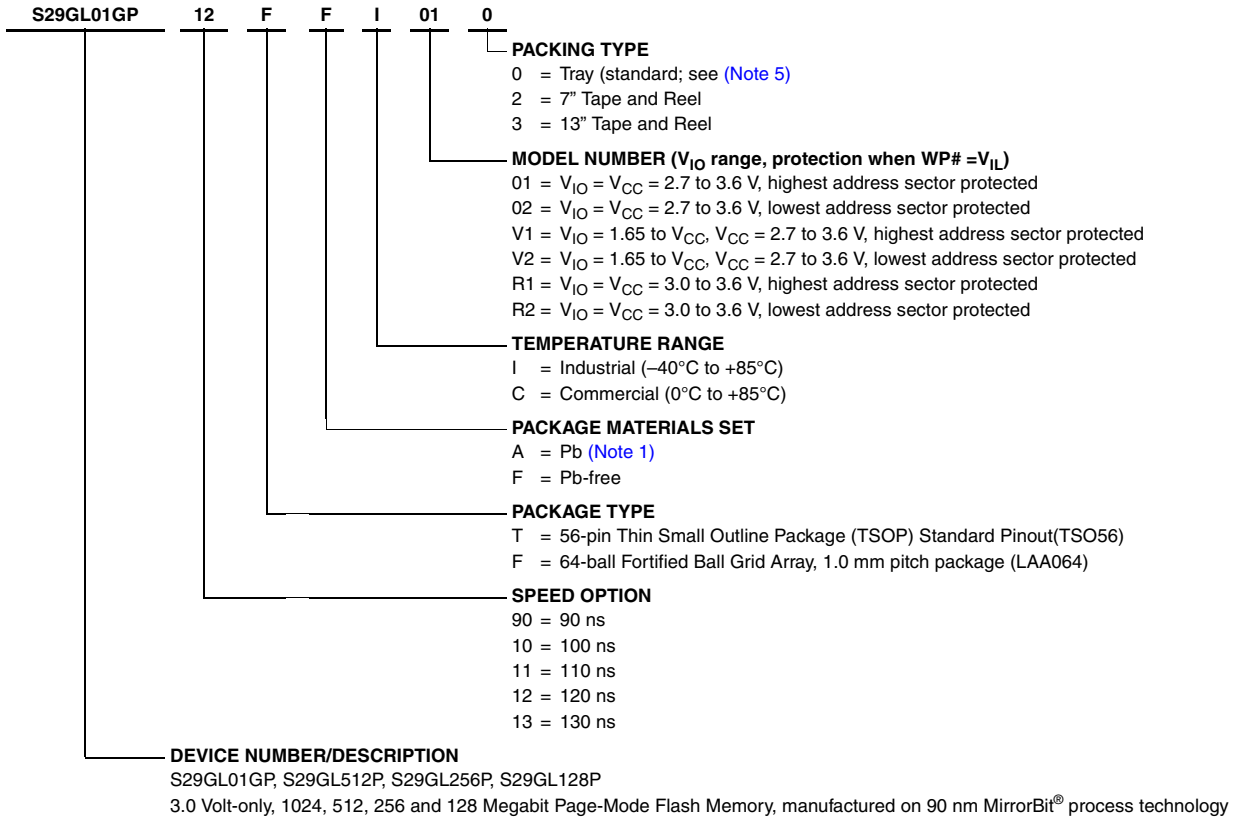 S29GL01GP 12 F F I 01 0
PACKING TYPE
0 = Tray (standard; see (Note 5)
2 = 7” Tape and Reel
3 = 13” Tape and Reel
MODEL NUMBER (VIO range, protection when WP# =VIL)
01 = VIO = VCC = 2.7 to 3.6 V, highest address sector protected
02 = VIO = VCC = 2.7 to 3.6 V, lowest address sector protected
V1 = VIO = 1.65 to VCC, VCC = 2.7 to 3.6 V, highest address sector protected
V2 = VIO = 1.65 to VCC, VCC = 2.7 to 3.6 V, lowest address sector protected
R1 = VIO = VCC = 3.0 to 3.6 V, highest address sector protected
R2 = VIO = VCC = 3.0 to 3.6 V, lowest address sector protected
TEMPERATURE RANGE
I = Industrial (–40°C to +85°C)
C = Commercial (0°C to +85°C)
PACKAGE MATERIALS SET
A = Pb (Note 1)
F = Pb-free
PACKAGE TYPE
T = 56-pin Thin Small Outline Package (TSOP) Standard Pinout(TSO56)
F = 64-ball Fortified Ball Grid Array, 1.0 mm pitch package (LAA064)
SPEED OPTION
90 = 90 ns
10 = 100 ns
11 = 110 ns
12 = 120 ns
13 = 130 ns
DEVICE NUMBER/DESCRIPTION
S29GL01GP, S29GL512P, S29GL256P, S29GL128P
3.0 Volt-only, 1024, 512, 256 and 128 Megabit Page-Mode Flash Memory, manufactured on 90 nm MirrorBit® process technology